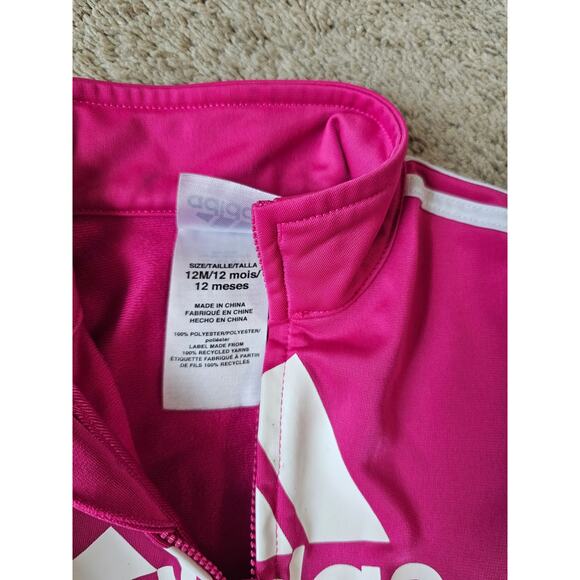 adidas
SIZE/TAILLE/TALLA
12M/12 mois/
12 meses
MADE IN CHINA
FABRIQUÉ EN CHINE
HECHO EN CHINA
100% POLYESTER/POLYESTER/
poliéster
LABEL MADE FROM
100% RECYCLED YARNS
ÉTIQUETTE FABRIQUÉ A PARTIR
DE FILS 100% RECYCLÉS